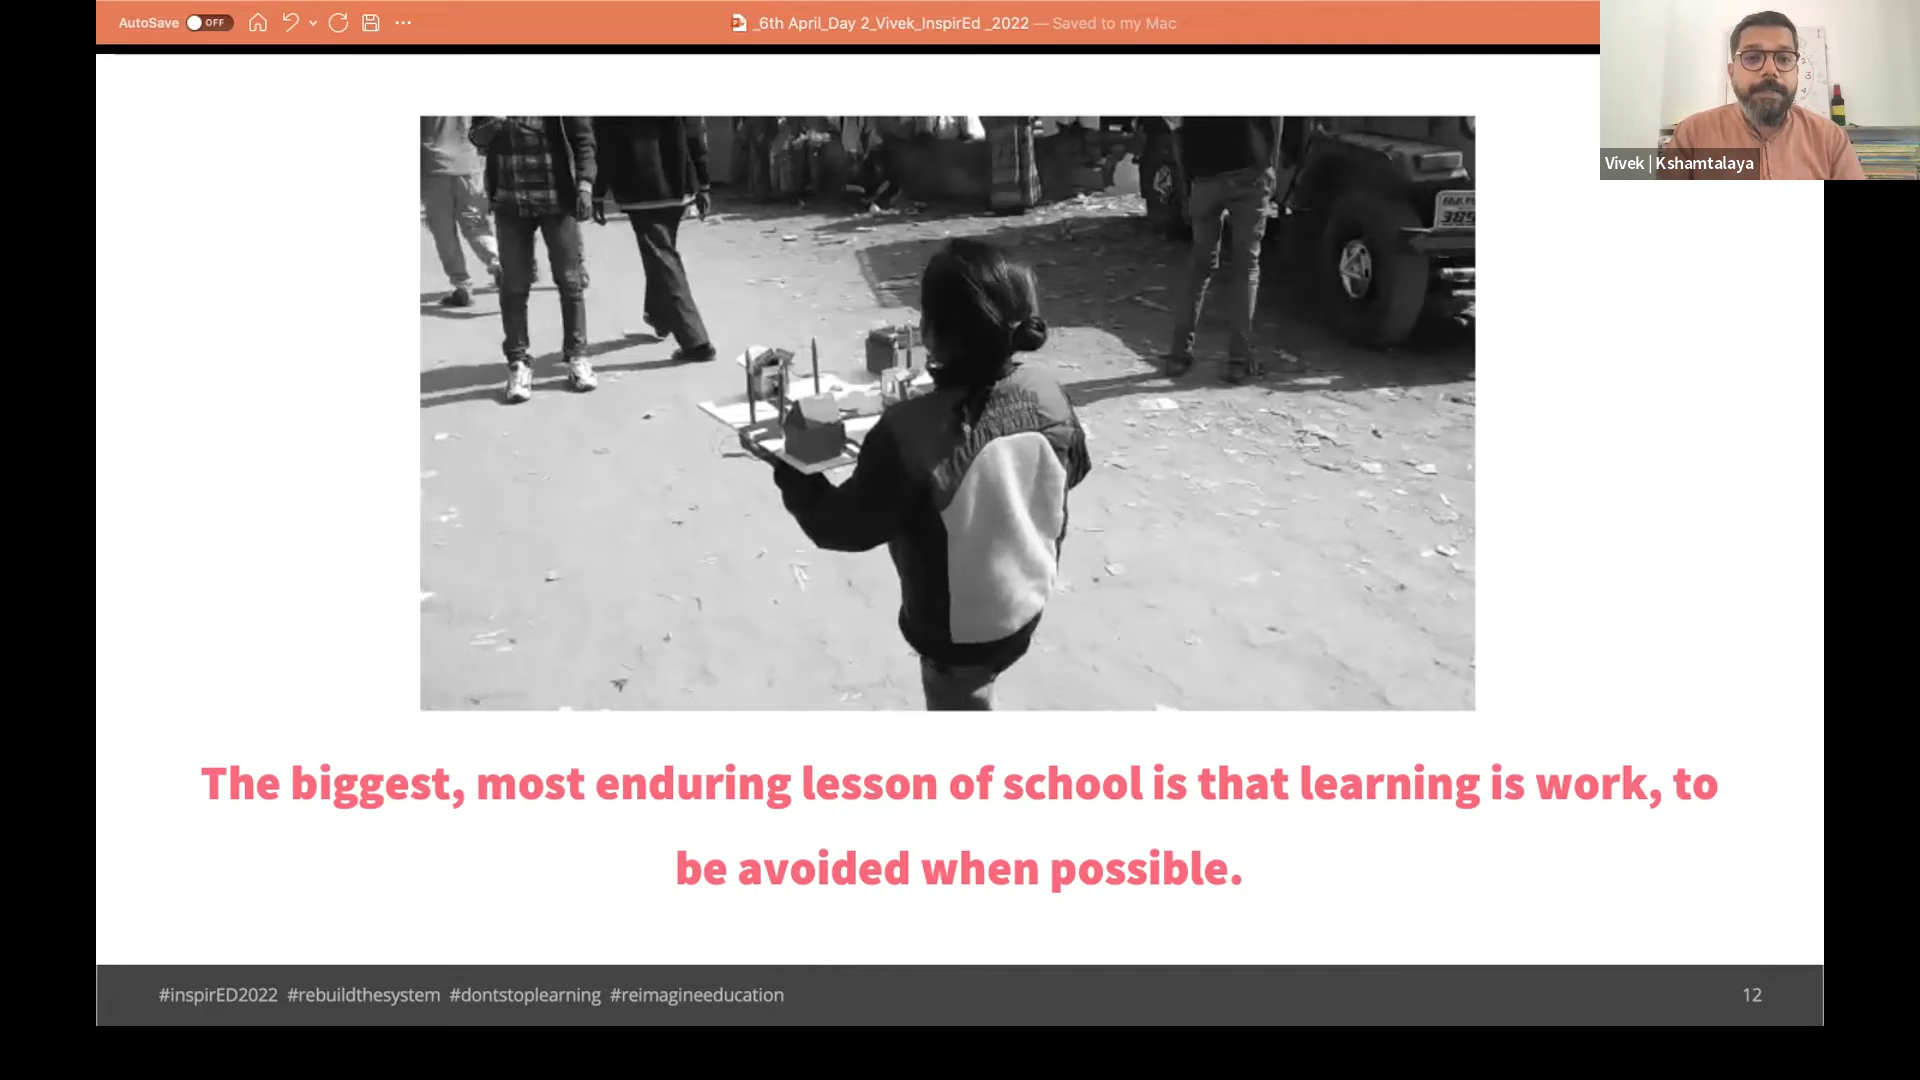 AutoSave OFF
_6th April_Day 2_Vivek_InspirEd _2022 — Saved to my Mac
Vivek | Kshamtalaya
The biggest, most enduring lesson of school is that learning is work, to
be avoided when possible.
#inspirED2022 #rebuildthesystem #dontstoplearning #reimagineeducation
12